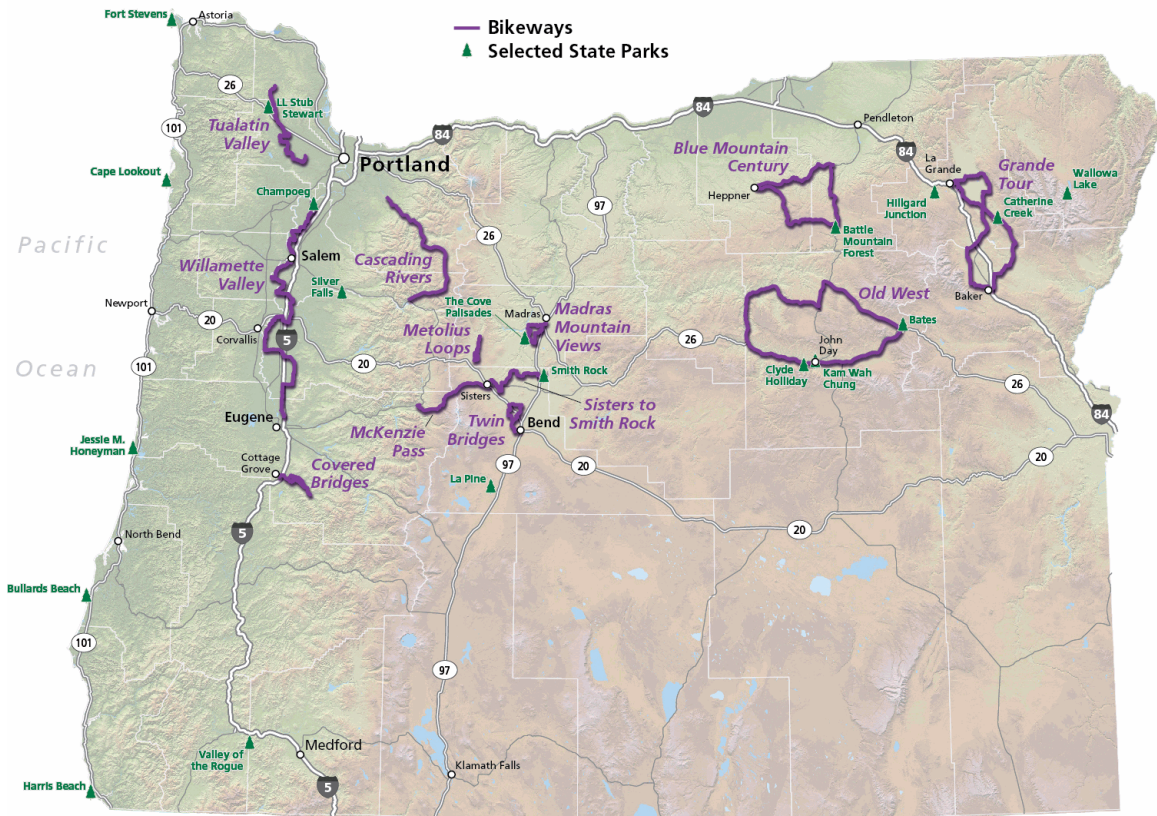 Fort Stevens
Astoria
Bikeways
Selected State Parks
26
LL Stub
Stewart
101
Tualatin
Valley
84
84
Pendleton
Portland
Blue Mountain
Century
84
La
Grande
Grande
Tour
Cape Lookout
Champoeg
Heppner
Hilgard
Junction
Wallowa
Lake
Catherine
Creek
97
26
Battle
Mountain
Forest
Pacific
Salem
Cascading
Rivers
Willamette
Valley
Silver
Falls
Old West
Baker
Newport
20
Corvallis
5
The Cove
Palisades
Madras
Madras
Mountain
Views
Metolius
Loops
26
Bates
John
Day
Ocean
101
20
Smith Rock
Clyde
Holliday
Kam Wah
Chung
26
Sisters
Sisters to
Smith Rock
84
Eugene
McKenzie
Pass
Twin
Bridges
Bend
Jessie M.
Honeyman
Cottage
Grove
Covered
Bridges
97
20
20
La Pine
5
North Bend
20
Bullards Beach
101
97
Valley of
the Rogue
Medford
Klamath Falls
Harris Beach
5